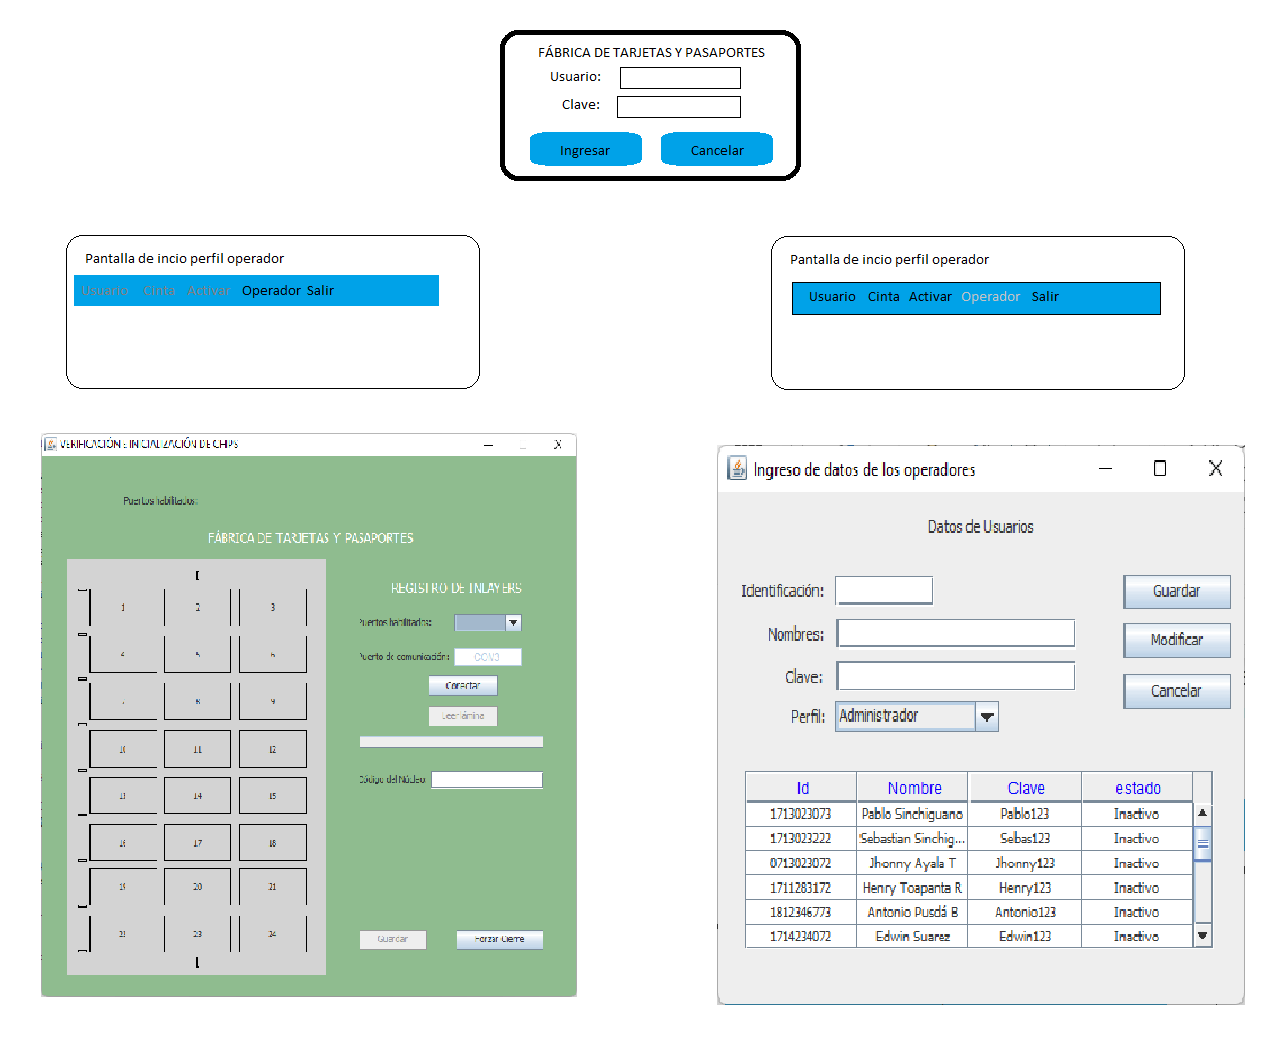 FÁBRICA DE TARJETAS Y PASAPORTES
Usuario:
Clave:
Ingresar Cancelar
Pantalla de incio perfil operador
Usuario Cinta Activar Operador Salir
Pantalla de incio perfil operador
Usuario Cinta Activar Operador Salir
VERIFICACIÓN E INICIALIZACIÓN DE CHIPS
Puertos habilitados:
FÁBRICA DE TARJETAS Y PASAPORTES
1 2 3
4 5 6
7 8 9
10 11 12
13 14 15
16 17 18
19 20 21
22 23 24
REGISTRO DE INLAYERS
Puertos habilitados:
Puerto de comunicación: COM3
Conectar
Leer lámina
Código del Núcleo:
Guardar Forzar Cierre
Ingreso de datos de los operadores
Datos de Usuarios
Identificación: Guardar
Nombres: Modificar
Clave: Cancelar
Perfil: Administrador
Id Nombre Clave estado
1713023073 Pablo Sinchiguano Pablo123 Inactivo
1713023222 Sebastian Sinchig... Sebas123 Inactivo
0713023072 Jhonny Ayala T Jhonny123 Inactivo
1711283172 Henry Toapanta R Henry123 Inactivo
1812346773 Antonio Pusdá B Antonio123 Inactivo
1714234072 Edwin Suarez Edwin123 Inactivo